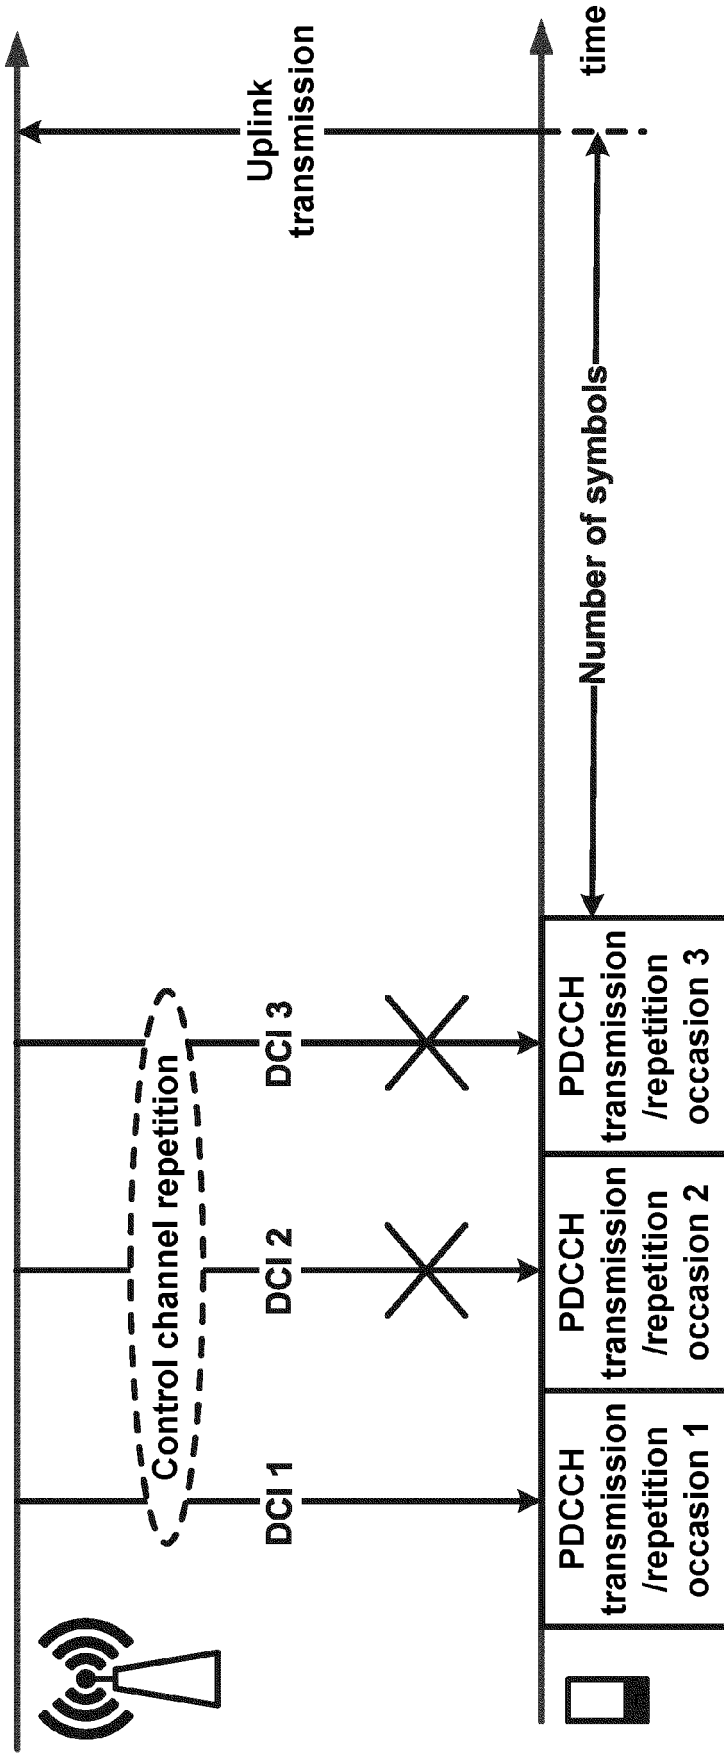 Control channel repetition
DCI 1
DCI 2
DCI 3
Uplink
transmission
PDCCH
transmission
/repetition
occasion 1
PDCCH
transmission
/repetition
occasion 2
PDCCH
transmission
/repetition
occasion 3
Number of symbols
time